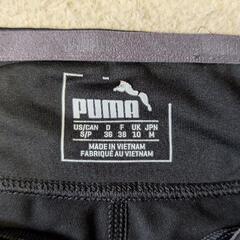 PUMA
US/CAN D F UK JPN
S/P 36 38 10 M
MADE IN VIETNAM
FABRIQUÉ AU VIETNAM